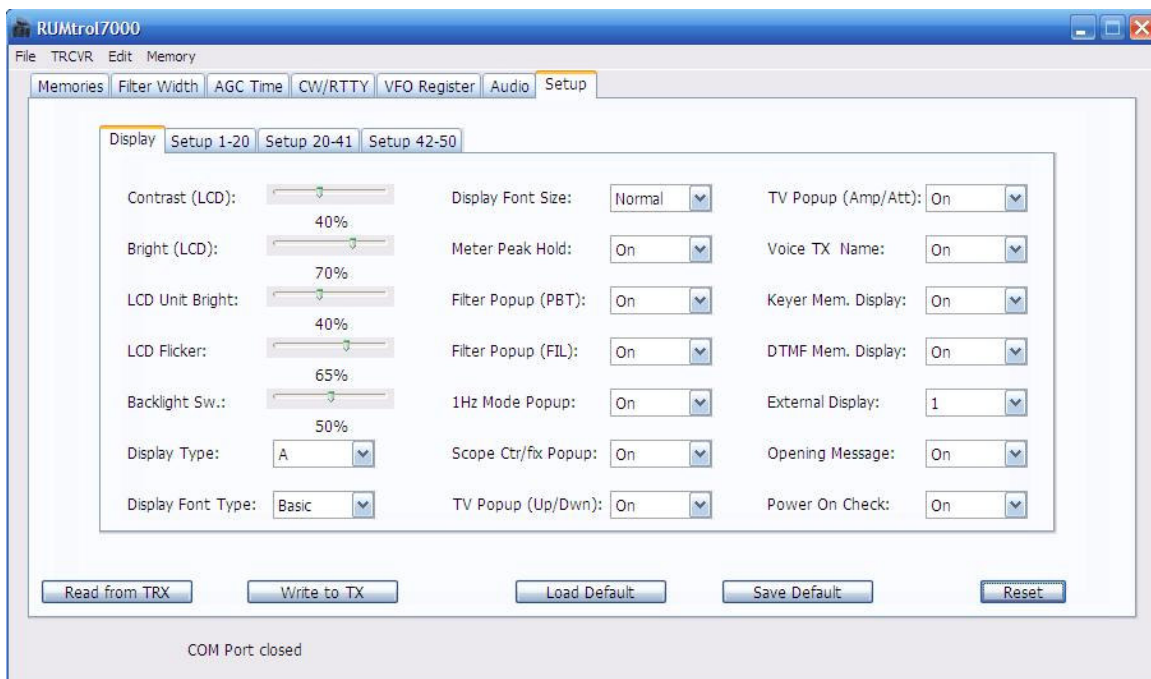 RUMtrol7000
File TRCVR Edit Memory
Memories Filter Width AGC Time CW/RTTY VFO Register Audio Setup
Display Setup 1-20 Setup 20-41 Setup 42-50
Contrast (LCD): Display Font Size: Normal TV Popup (Amp/Att): On
40%
Bright (LCD): Meter Peak Hold: On Voice TX Name: On
70%
LCD Unit Bright: Filter Popup (PBT): On Keyer Mem. Display: On
40%
LCD Flicker: Filter Popup (FIL): On DTMF Mem. Display: On
65%
Backlight Sw.: 1Hz Mode Popup: On External Display: 1
50%
Display Type: A Scope Ctr/fix Popup: On Opening Message: On
Display Font Type: Basic TV Popup (Up/Dwn): On Power On Check: On
Read from TRX Write to TX Load Default Save Default Reset
COM Port closed